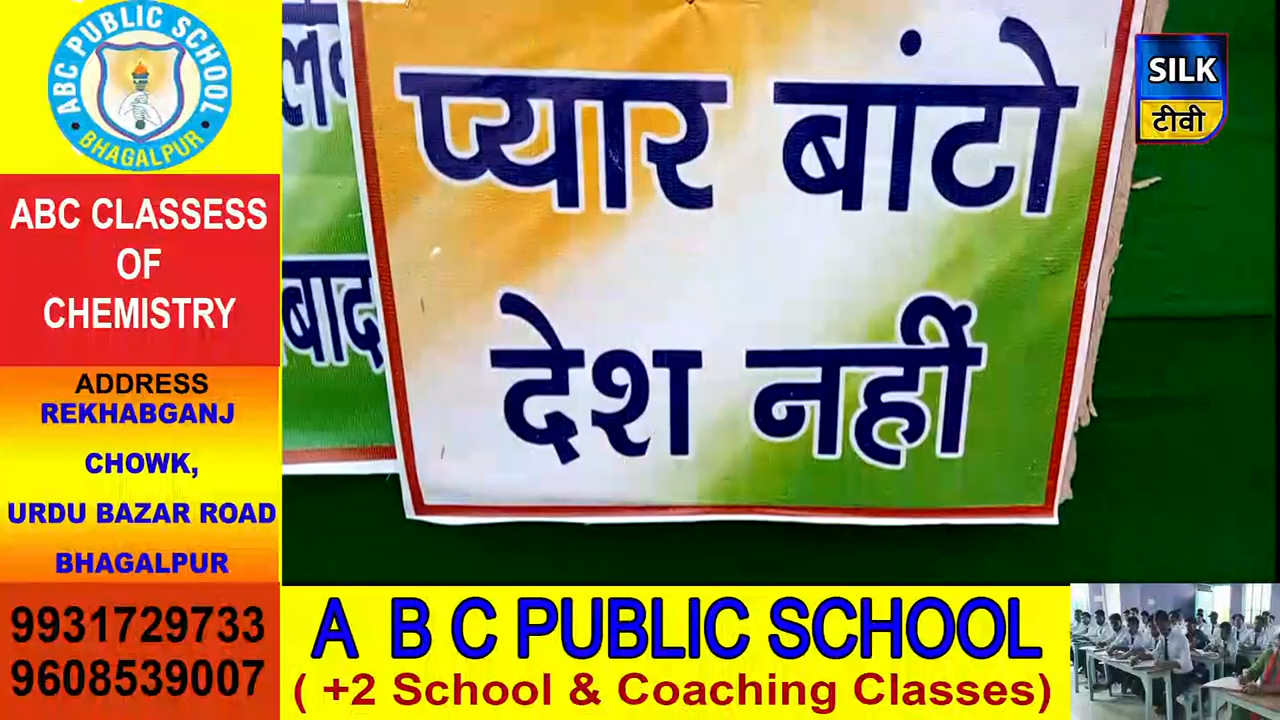 ABC PUBLIC SCHOOL
BHAGALPUR
ABC CLASSESS
OF
CHEMISTRY
ADDRESS
REKHABGANJ
CHOWK,
URDU BAZAR ROAD
BHAGALPUR
9931729733
9608539007
प्यार बांटो
देश नहीं
SILK
टीवी
A B C PUBLIC SCHOOL
( +2 School & Coaching Classes)